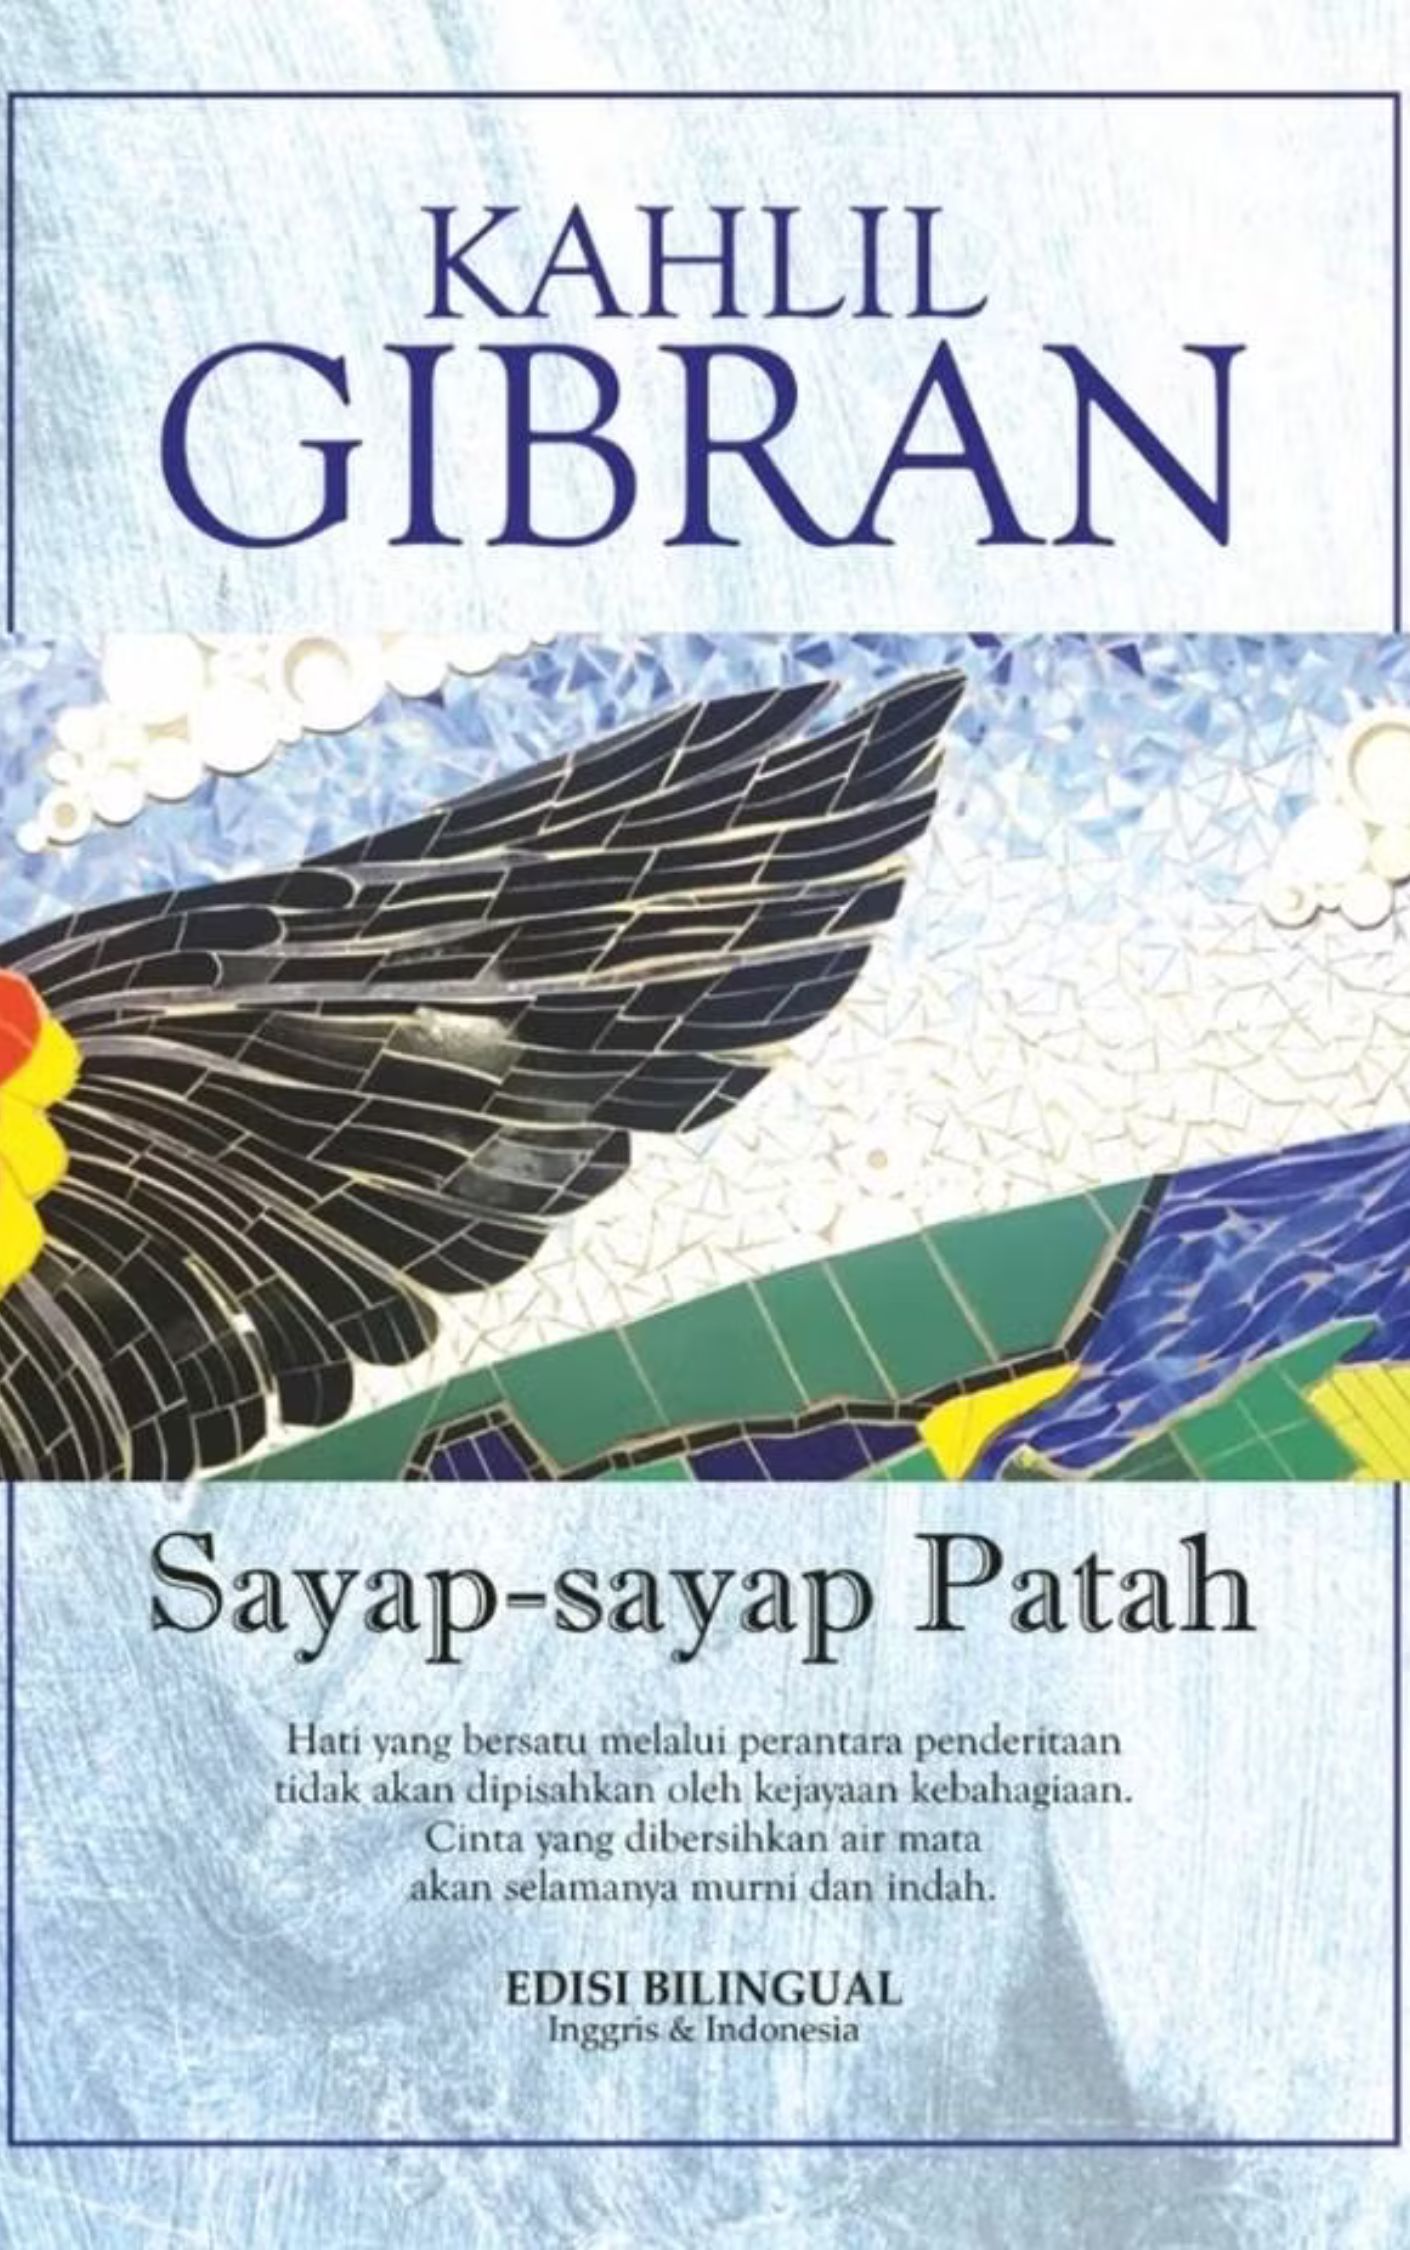 KAHLIL
GIBRAN
Sayap-sayap Patah
Hati yang bersatu melalui perantara penderitaan
tidak akan dipisahkan oleh kejayaan kebahagiaan.
Cinta yang dibersihkan air mata
akan selamanya murni dan indah.
EDISI BILINGUAL
Inggris & Indonesia